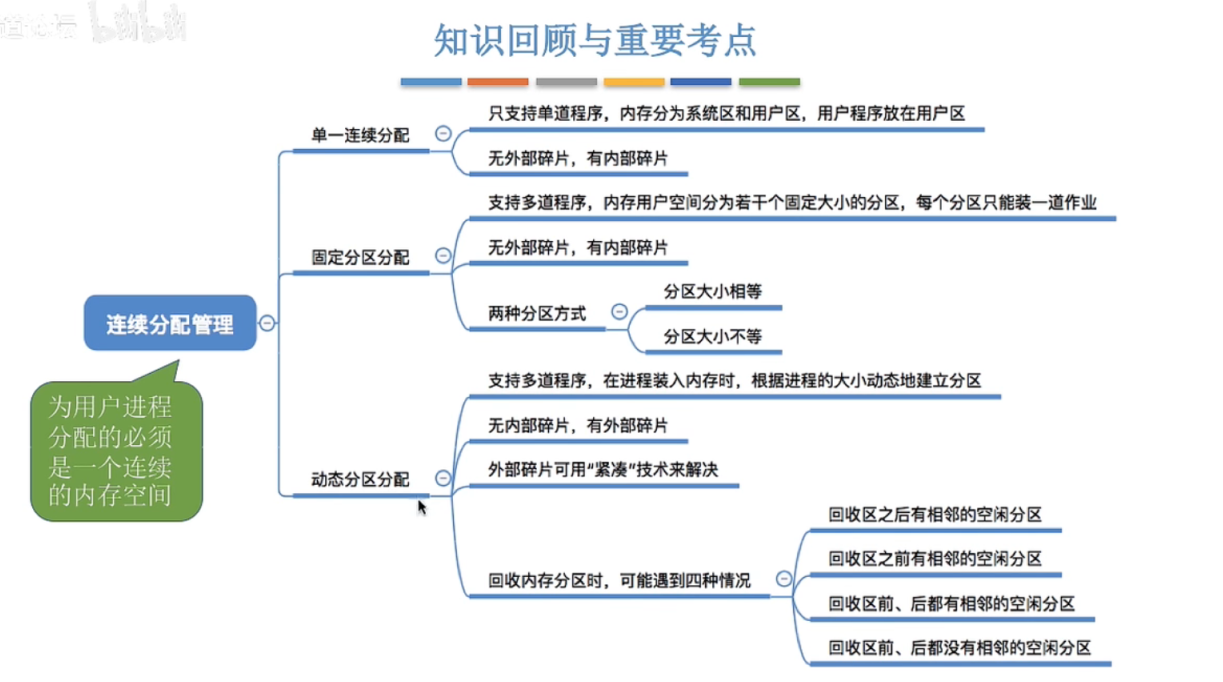 知识回顾与重要考点
单一连续分配
只支持单道程序，内存分为系统区和用户区，用户程序放在用户区
无外部碎片，有内部碎片
固定分区分配
支持多道程序，内存用户空间分为若干个固定大小的分区，每个分区只能装一道作业
无外部碎片，有内部碎片
两种分区方式
分区大小相等
分区大小不等
连续分配管理
为用户进程
分配的必须
是一个连续
的内存空间
动态分区分配
支持多道程序，在进程装入内存时，根据进程的大小动态地建立分区
无内部碎片，有外部碎片
外部碎片可用“紧凑”技术来解决
回收内存分区时，可能遇到四种情况
回收区之后有相邻的空闲分区
回收区之前有相邻的空闲分区
回收区前、后都有相邻的空闲分区
回收区前、后都没有相邻的空闲分区
bilibili